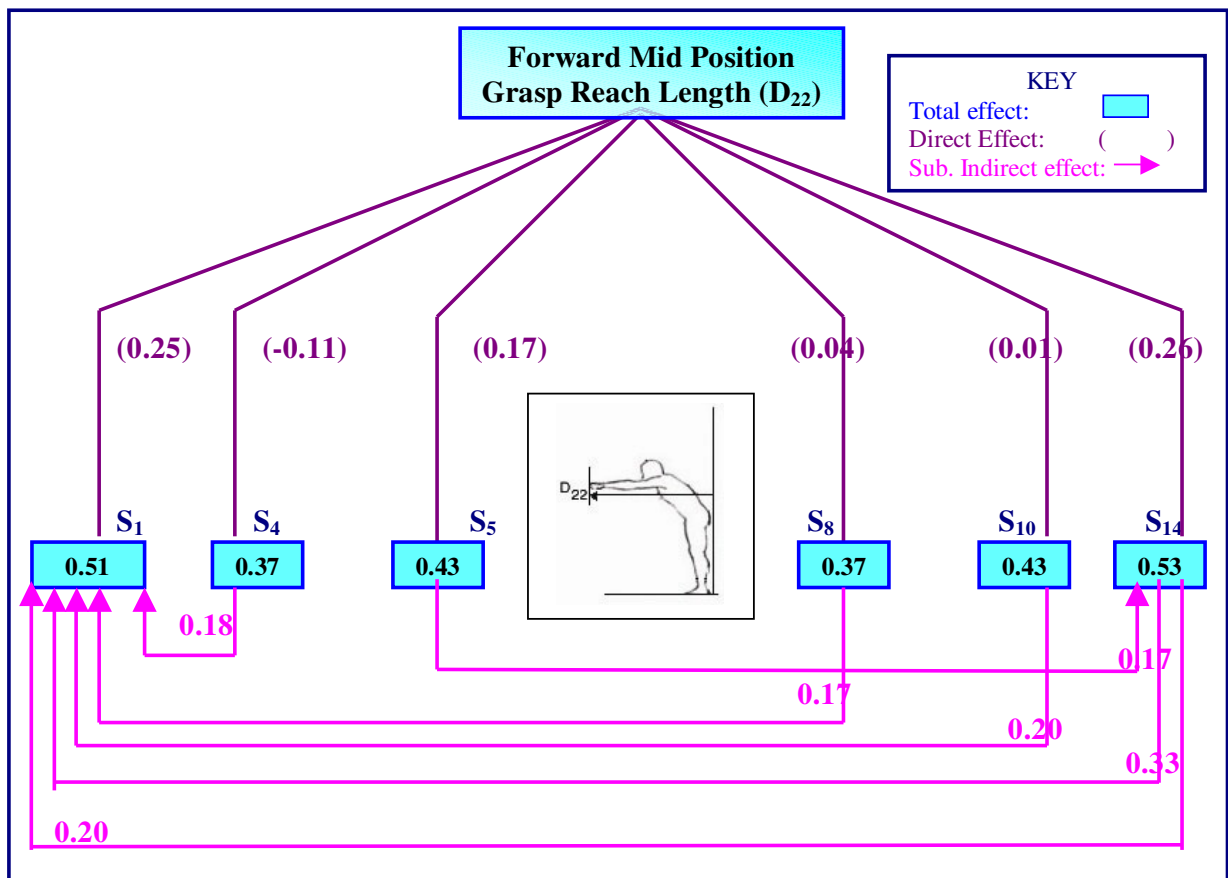 Forward Mid Position
Grasp Reach Length (D₂₂)
KEY
Total effect:
Direct Effect: ( )
Sub. Indirect effect:
(0.25) (-0.11) (0.17) (0.04) (0.01) (0.26)
D₂₂
S₁ S₄ S₅ S₈ S₁₀ S₁₄
0.51 0.37 0.43 0.37 0.43 0.53
0.18
0.17
0.17
0.20
0.33
0.20